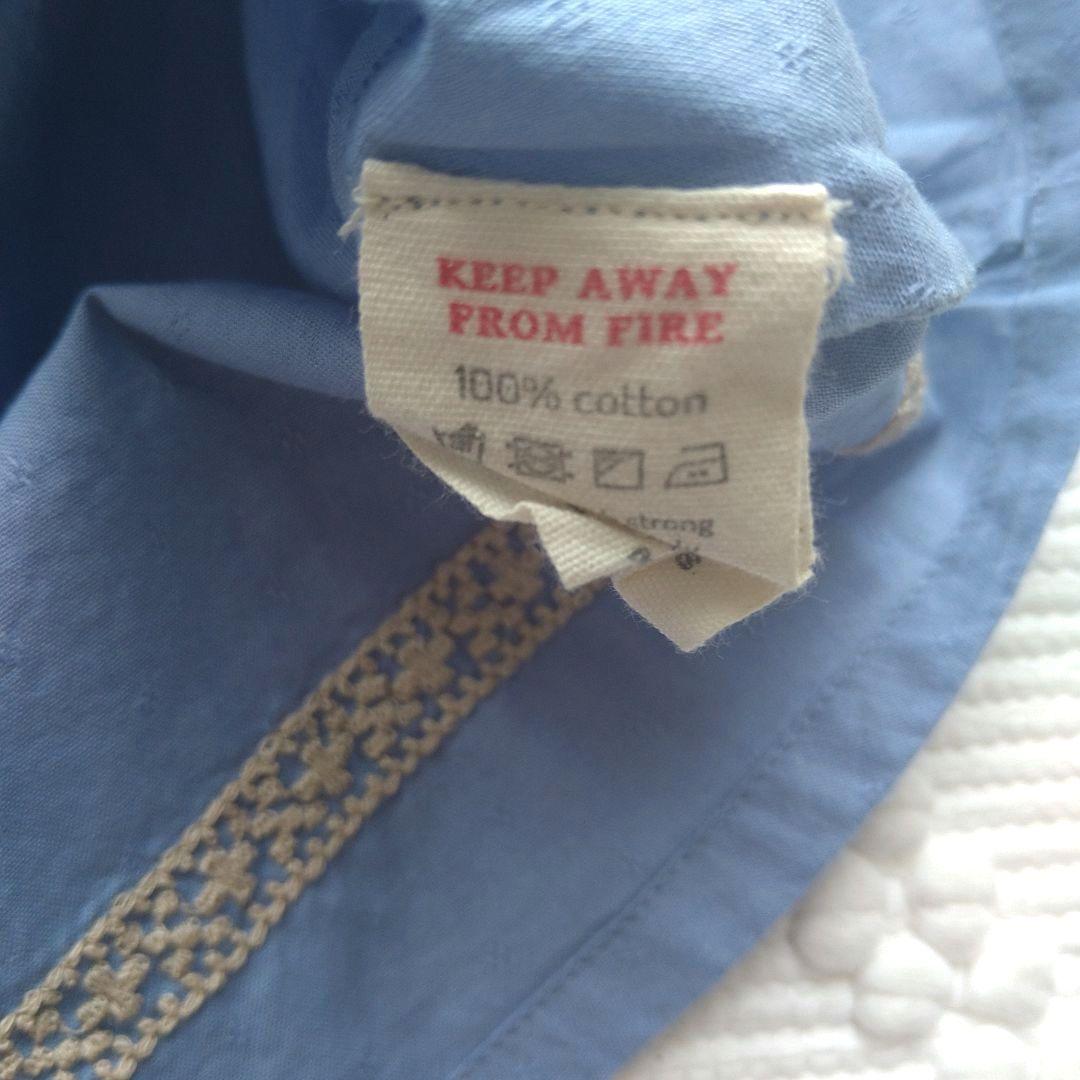 KEEP AWAY
FROM FIRE
100% cotton
strong